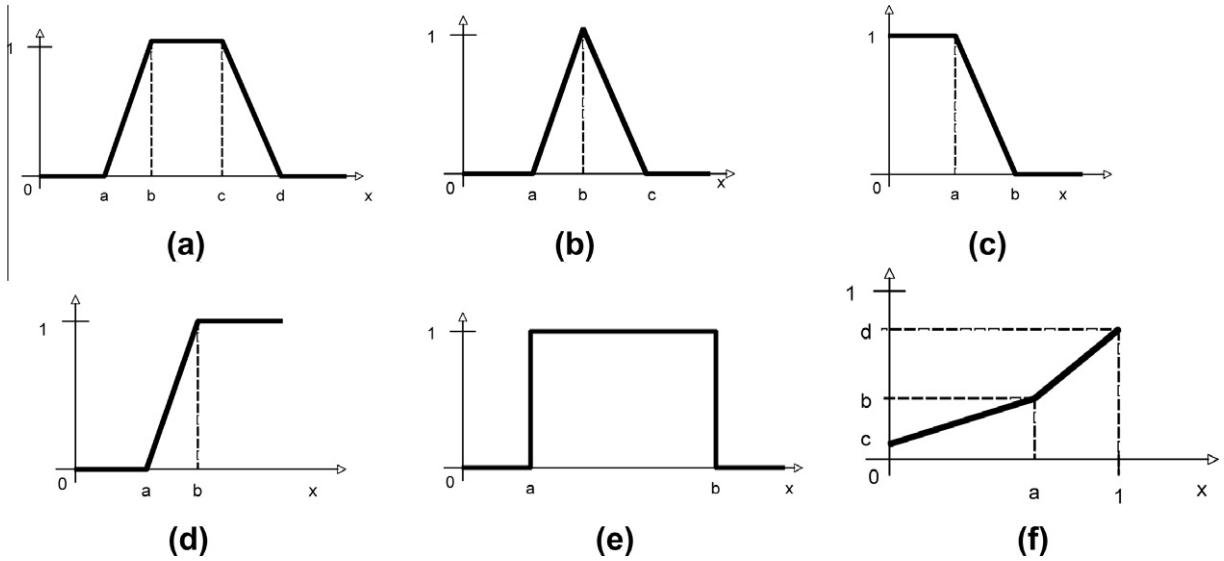 1
0 a b c d x
(a)
1
0 a b c x
(b)
1
0 a b x
(c)
1
0 a b x
(d)
1
0 a b x
(e)
1
d
b
c
0 a 1 x
(f)